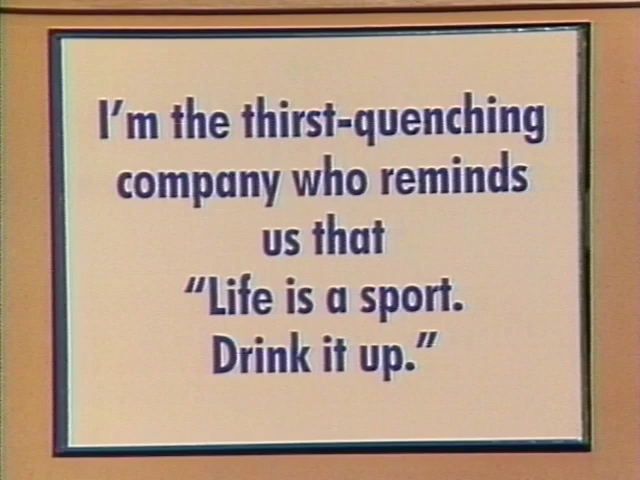 I'm the thirst-quenching
company who reminds
us that
“Life is a sport.
Drink it up.”